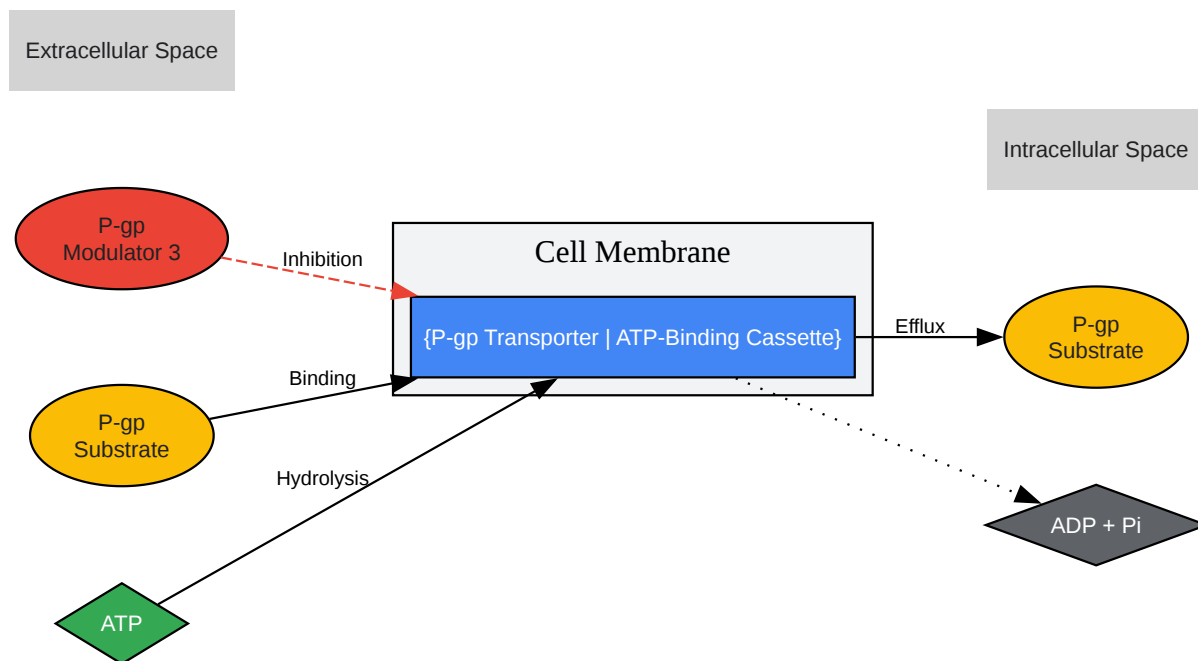 Extracellular Space
Intracellular Space
P-gp
Modulator 3
Inhibition
Cell Membrane
{P-gp Transporter | ATP-Binding Cassette}
Efflux
P-gp
Substrate
Binding
P-gp
Substrate
Hydrolysis
ADP + Pi
ATP